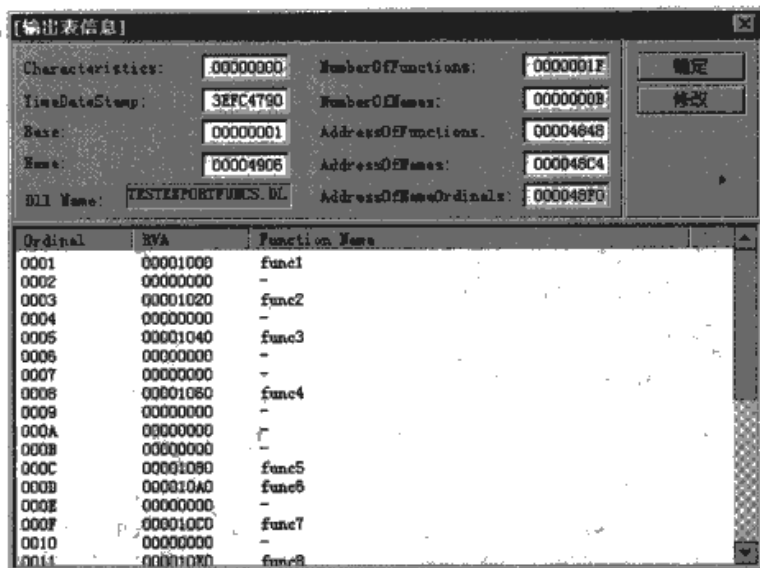 [输出表信息]
Characteristics: 00000000 NumberOfFunctions: 0000001F 确定
TimeDateStamp: 3EFC4790 NumberOfNames: 0000000B 修改
Base: 00000001 AddressOfFunctions: 00004848
Name: 00004906 AddressOfNames: 000048C4
Dll Name: TESTEXPORTFUNCS.DL AddressOfNameOrdinals: 000048F0
Ordinal RVA Function Name
0001 00001000 func1
0002 00000000 -
0003 00001020 func2
0004 00000000 -
0005 00001040 func3
0006 00000000 -
0007 00000000 -
0008 00001060 func4
0009 00000000 -
000A 00000000 -
000B 00000000 -
000C 00001080 func5
000D 000010A0 func6
000E 00000000 -
000F 000010C0 func7
0010 00000000 -
0011 000010E0 func8